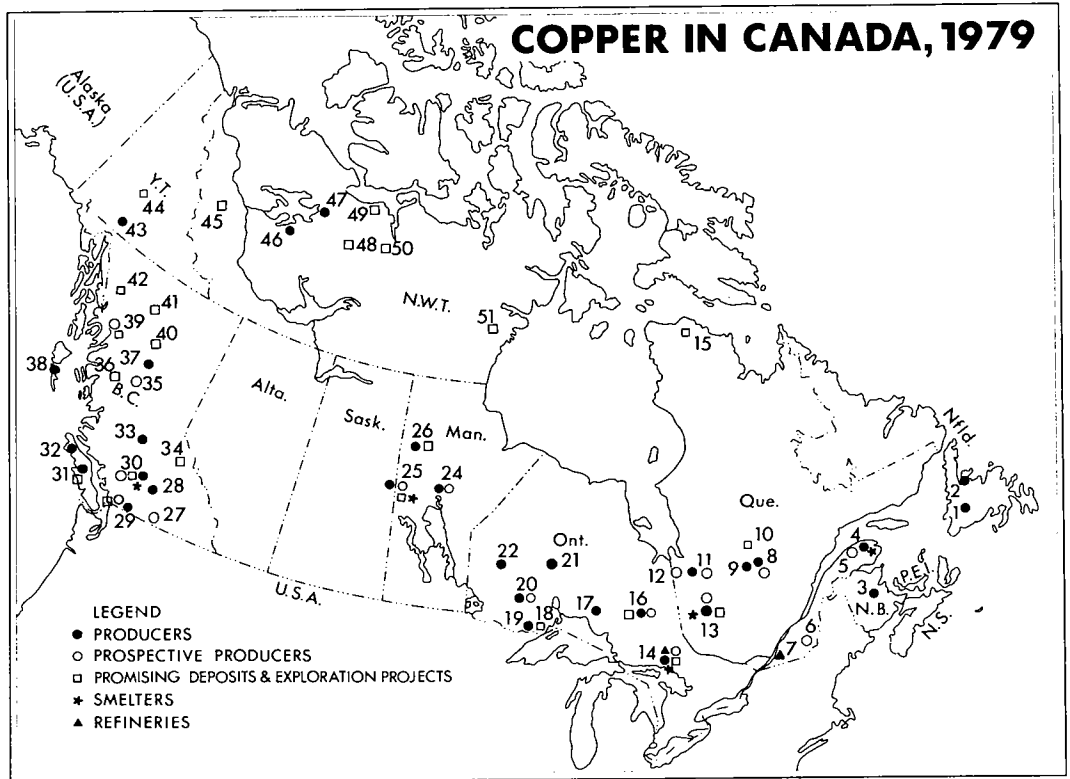 COPPER IN CANADA, 1979
Alaska
(U.S.A.)
Y.T.
44
43
45
47
46
49
48
50
N.W.T.
51
15
42
41
39
40
38
37
36
35
B.C.
Alta.
Sask.
Man.
26
25
24
33
34
32
31
30
28
29
27
U.S.A.
Ont.
22
21
20
19
18
17
16
14
12
11
13
Que.
10
9
8
7
6
5
4
3
N.B.
P.E.I.
N.S.
Nfld.
2
1
LEGEND
PRODUCERS
PROSPECTIVE PRODUCERS
PROMISING DEPOSITS & EXPLORATION PROJECTS
SMELTERS
REFINERIES